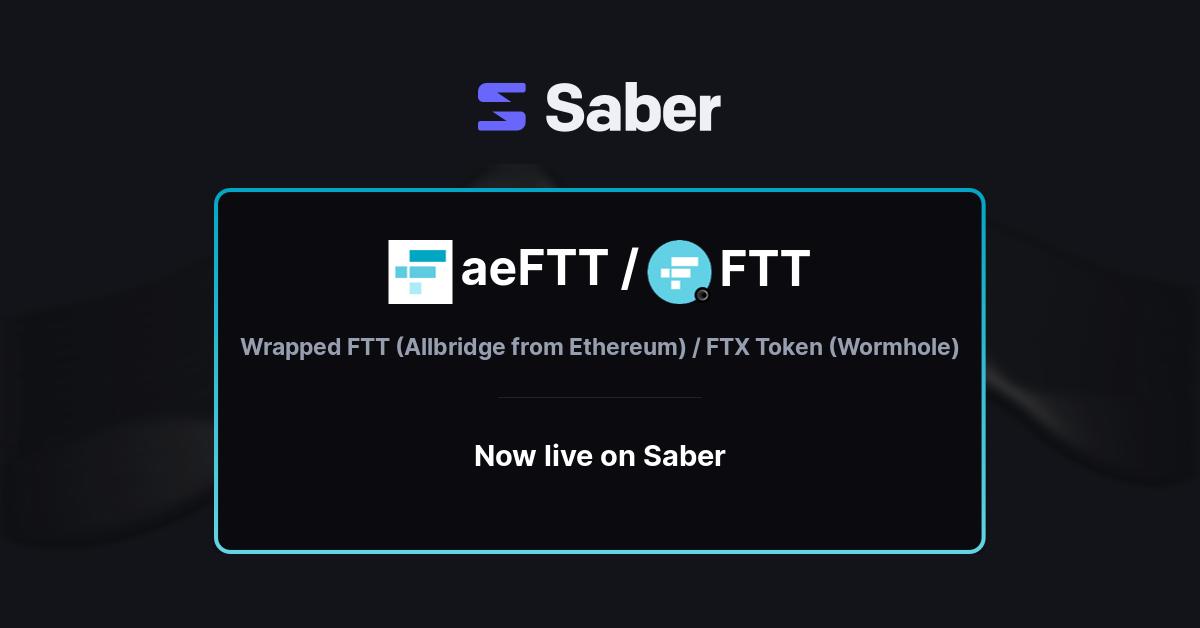 Saber
aeFTT / FTT
Wrapped FTT (Allbridge from Ethereum) / FTX Token (Wormhole)
Now live on Saber